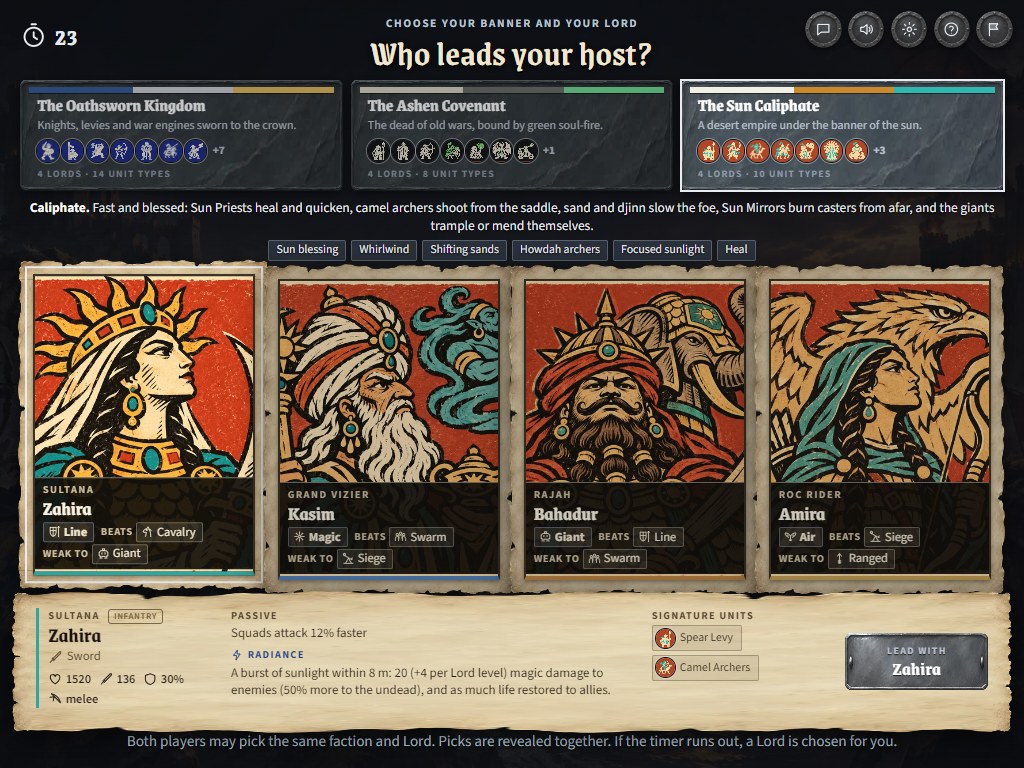 23
CHOOSE YOUR BANNER AND YOUR LORD
Who leads your host?
The Oathsworn Kingdom
Knights, levies and war engines sworn to the crown.
+7
4 LORDS · 14 UNIT TYPES
The Ashen Covenant
The dead of old wars, bound by green soul-fire.
+1
4 LORDS · 8 UNIT TYPES
The Sun Caliphate
A desert empire under the banner of the sun.
+3
4 LORDS · 10 UNIT TYPES
Caliphate. Fast and blessed: Sun Priests heal and quicken, camel archers shoot from the saddle, sand and djinn slow the foe, Sun Mirrors burn casters from afar, and the giants
trample or mend themselves.
Sun blessing Whirlwind Shifting sands Howdah archers Focused sunlight Heal
SULTANA
Zahira
Line BEATS Cavalry
WEAK TO Giant
GRAND VIZIER
Kasim
Magic BEATS Swarm
WEAK TO Siege
RAJAH
Bahadur
Giant BEATS Line
WEAK TO Swarm
ROC RIDER
Amira
Air BEATS Siege
WEAK TO Ranged
SULTANA INFANTRY
Zahira
Sword
1520 136 30%
melee
PASSIVE
Squads attack 12% faster
RADIANCE
A burst of sunlight within 8 m: 20 (+4 per Lord level) magic damage to
enemies (50% more to the undead), and as much life restored to allies.
SIGNATURE UNITS
Spear Levy
Camel Archers
LEAD WITH
Zahira
Both players may pick the same faction and Lord. Picks are revealed together. If the timer runs out, a Lord is chosen for you.